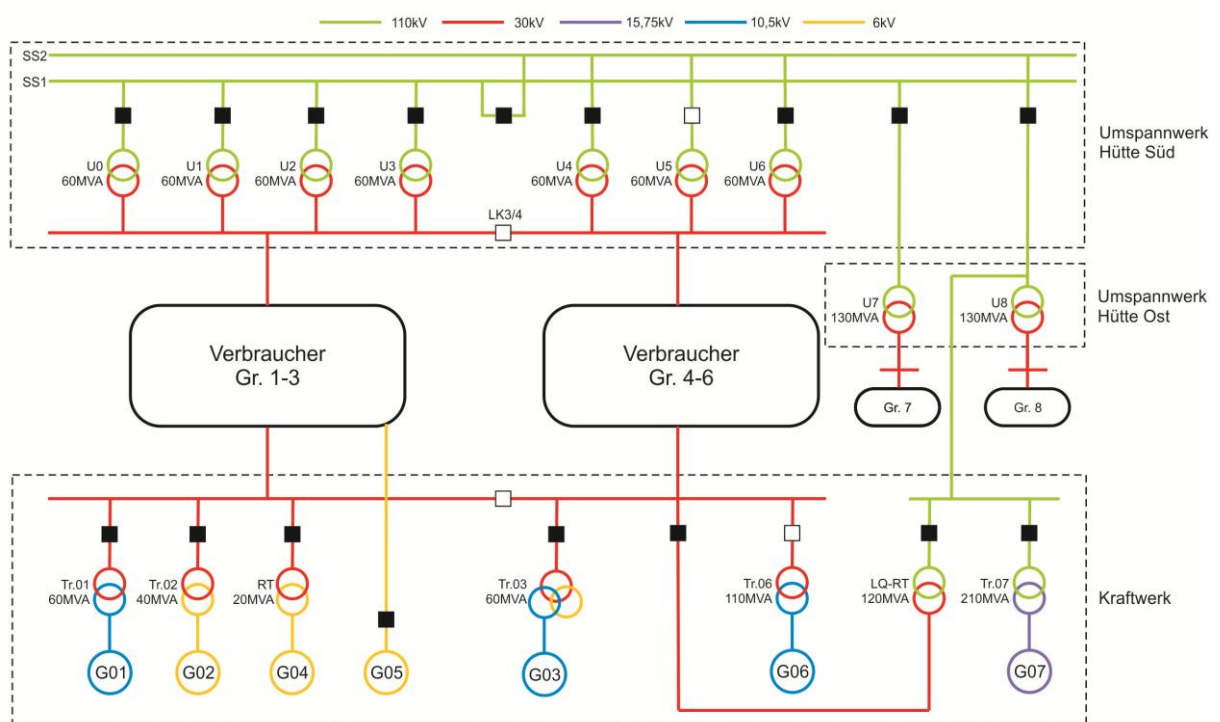 110kV
30kV
15,75kV
10,5kV
6kV
SS2
SS1
U0
60MVA
U1
60MVA
U2
60MVA
U3
60MVA
U4
60MVA
U5
60MVA
U6
60MVA
Umspannwerk
Hütte Süd
LK3/4
U7
130MVA
U8
130MVA
Umspannwerk
Hütte Ost
Verbraucher
Gr. 1-3
Verbraucher
Gr. 4-6
Gr. 7
Gr. 8
Tr.01
60MVA
Tr.02
40MVA
RT
20MVA
Tr.03
60MVA
Tr.06
110MVA
LQ-RT
120MVA
Tr.07
210MVA
Kraftwerk
G01
G02
G04
G05
G03
G06
G07